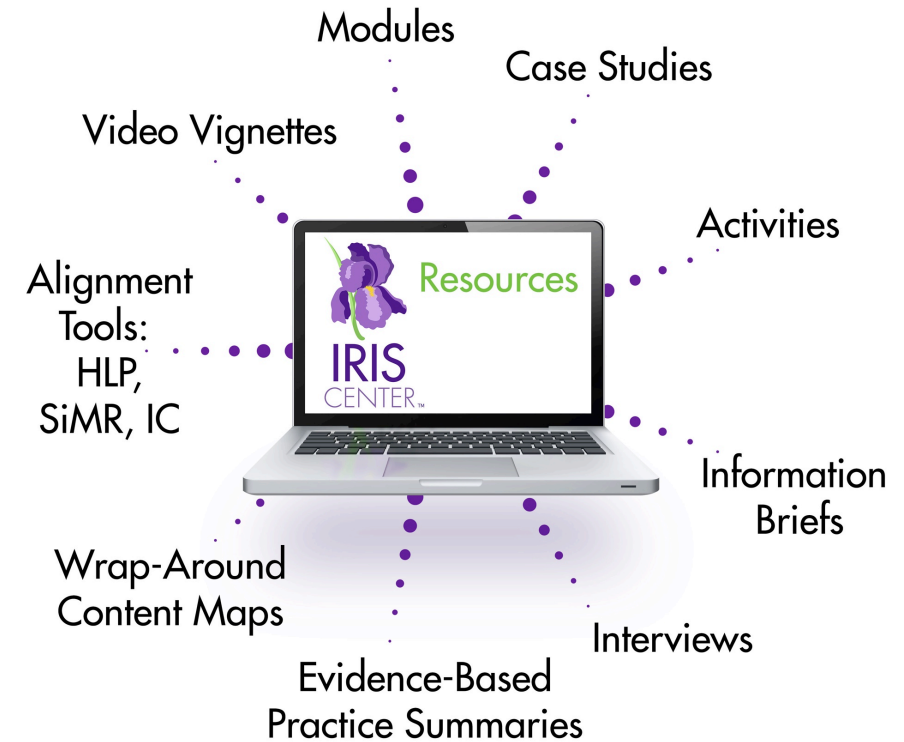 Modules
Case Studies
Video Vignettes
Activities
Resources
Alignment
Tools:
HLP,
SiMR, IC
IRIS
CENTER™
Information
Briefs
Wrap-Around
Content Maps
Interviews
Evidence-Based
Practice Summaries